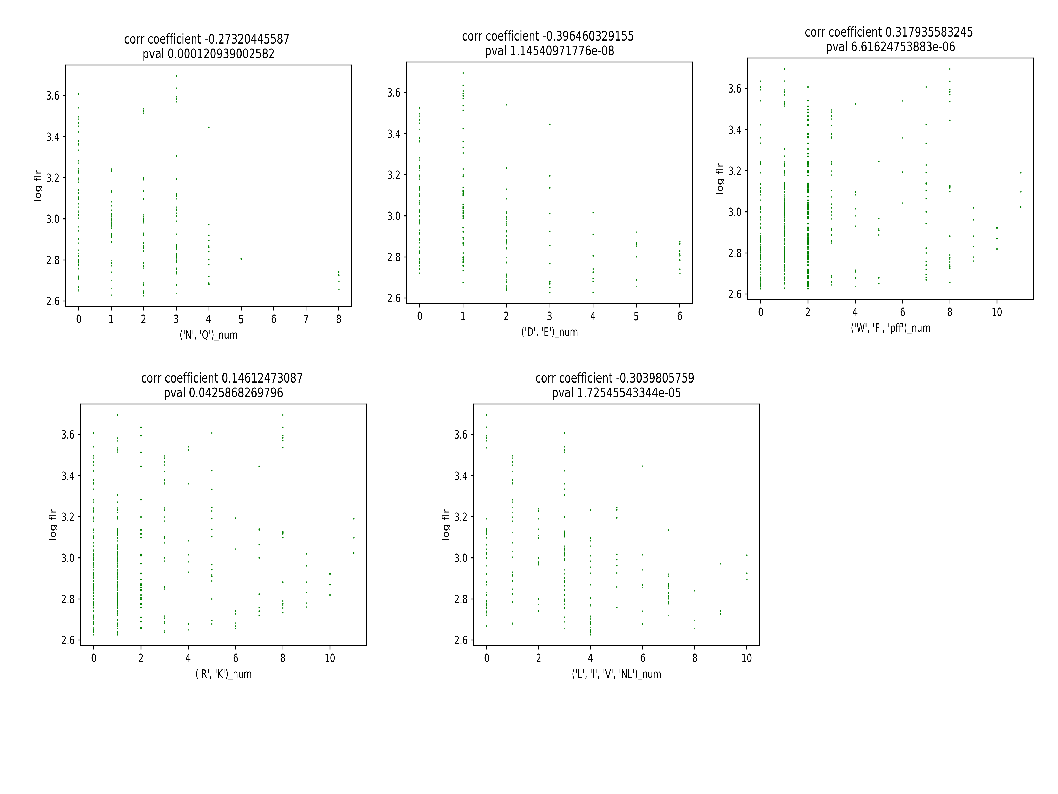 corr coefficient -0.27320445587
pval 0.000120939002582
3.6
3.4
3.2
3.0
2.8
2.6
log flr
0 1 2 3 4 5 6 7 8
('N', 'Q')_num
corr coefficient -0.396460329155
pval 1.14540971776e-08
3.6
3.4
3.2
3.0
2.8
2.6
0 1 2 3 4 5 6
('D', 'E')_num
corr coefficient 0.317935583245
pval 6.61624753883e-06
3.6
3.4
3.2
3.0
2.8
2.6
log flr
0 2 4 6 8 10
('W', 'F', 'pff')_num
corr coefficient 0.14612473087
pval 0.0425868269796
3.6
3.4
3.2
3.0
2.8
2.6
log flr
0 2 4 6 8 10
('R', 'K')_num
corr coefficient -0.3039805759
pval 1.72545543344e-05
3.6
3.4
3.2
3.0
2.8
2.6
log flr
0 2 4 6 8 10
('L', 'I', 'V', 'NL')_num